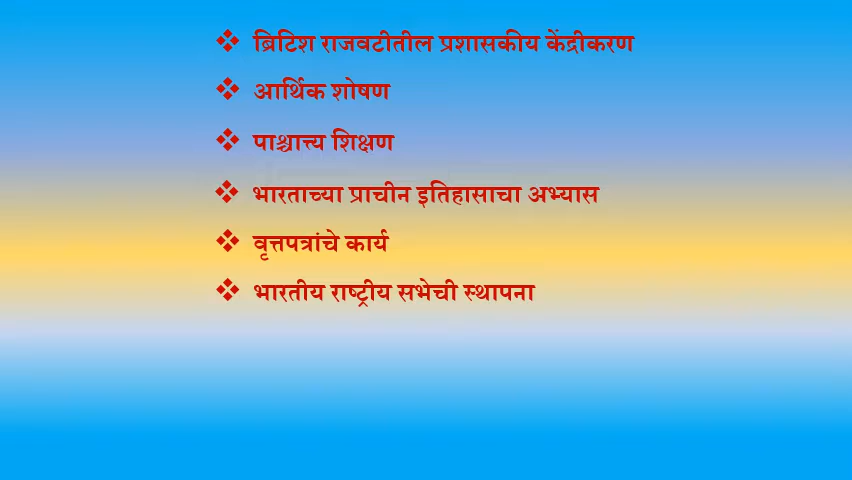 ❖ ब्रिटिश राजवटीतील प्रशासकीय केंद्रीकरण
❖ आर्थिक शोषण
❖ पाश्चात्त्य शिक्षण
❖ भारताच्या प्राचीन इतिहासाचा अभ्यास
❖ वृत्तपत्रांचे कार्य
❖ भारतीय राष्ट्रीय सभेची स्थापना